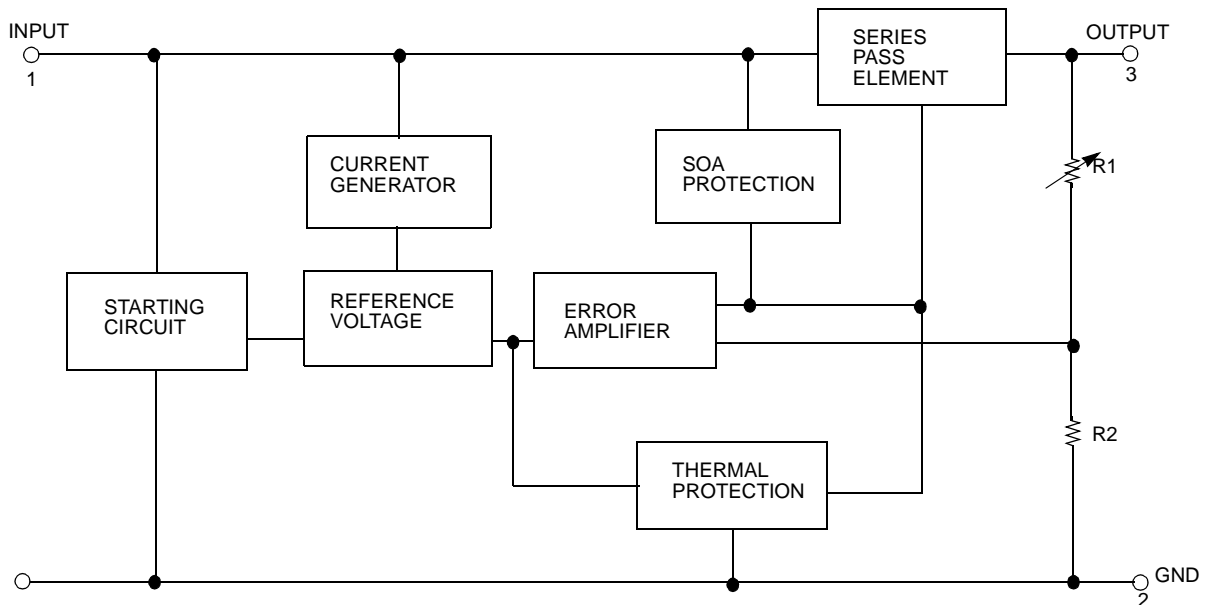 INPUT
1
SERIES
PASS
ELEMENT
OUTPUT
3
CURRENT
GENERATOR
SOA
PROTECTION
R1
STARTING
CIRCUIT
REFERENCE
VOLTAGE
ERROR
AMPLIFIER
R2
THERMAL
PROTECTION
GND
2